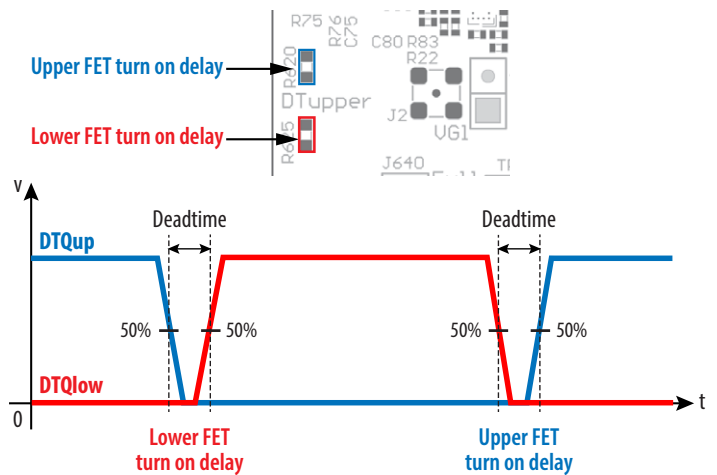 R75
R76
C75
C80 R83
R22
Upper FET turn on delay
R620
DTupper
Lower FET turn on delay
J2
VG1
J640
V
Deadtime
Deadtime
DTQup
50%
50%
50%
50%
DTQlow
0
t
Lower FET
turn on delay
Upper FET
turn on delay